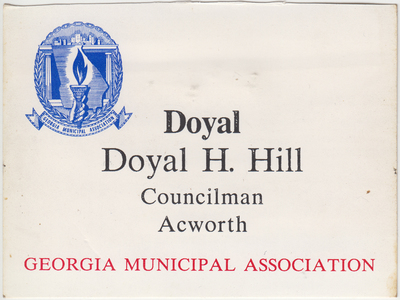 GEORGIA MUNICIPAL ASSOCIATION
Doyal
Doyal H. Hill
Councilman
Acworth
GEORGIA MUNICIPAL ASSOCIATION